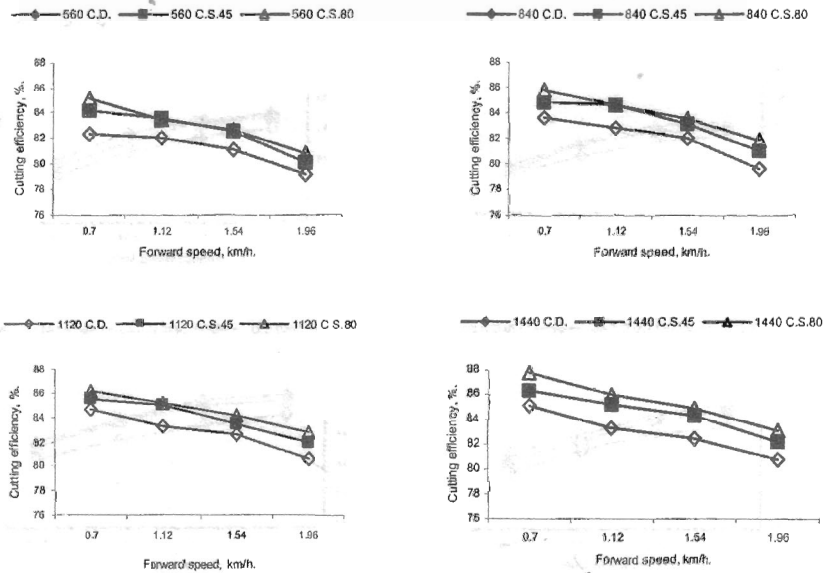 560 C.D. 560 C.S.45 560 C.S.80
Cutting efficiency, %.
88
86
84
82
80
78
76
0.7 1.12 1.54 1.96
Forward speed, km/h.
840 C.D. 840 C.S.45 840 C.S.80
Cutting efficiency, %.
88
86
84
82
80
78
76
0.7 1.12 1.54 1.96
Forward speed, km/h.
1120 C.D. 1120 C.S.45 1120 C.S.80
Cutting efficiency, %.
88
86
84
82
80
78
76
0.7 1.12 1.54 1.96
Forward speed, km/h.
1440 C.D. 1440 C.S.45 1440 C.S.80
Cutting efficiency, %.
88
86
84
82
80
78
76
0.7 1.12 1.54 1.96
Forward speed, km/h.